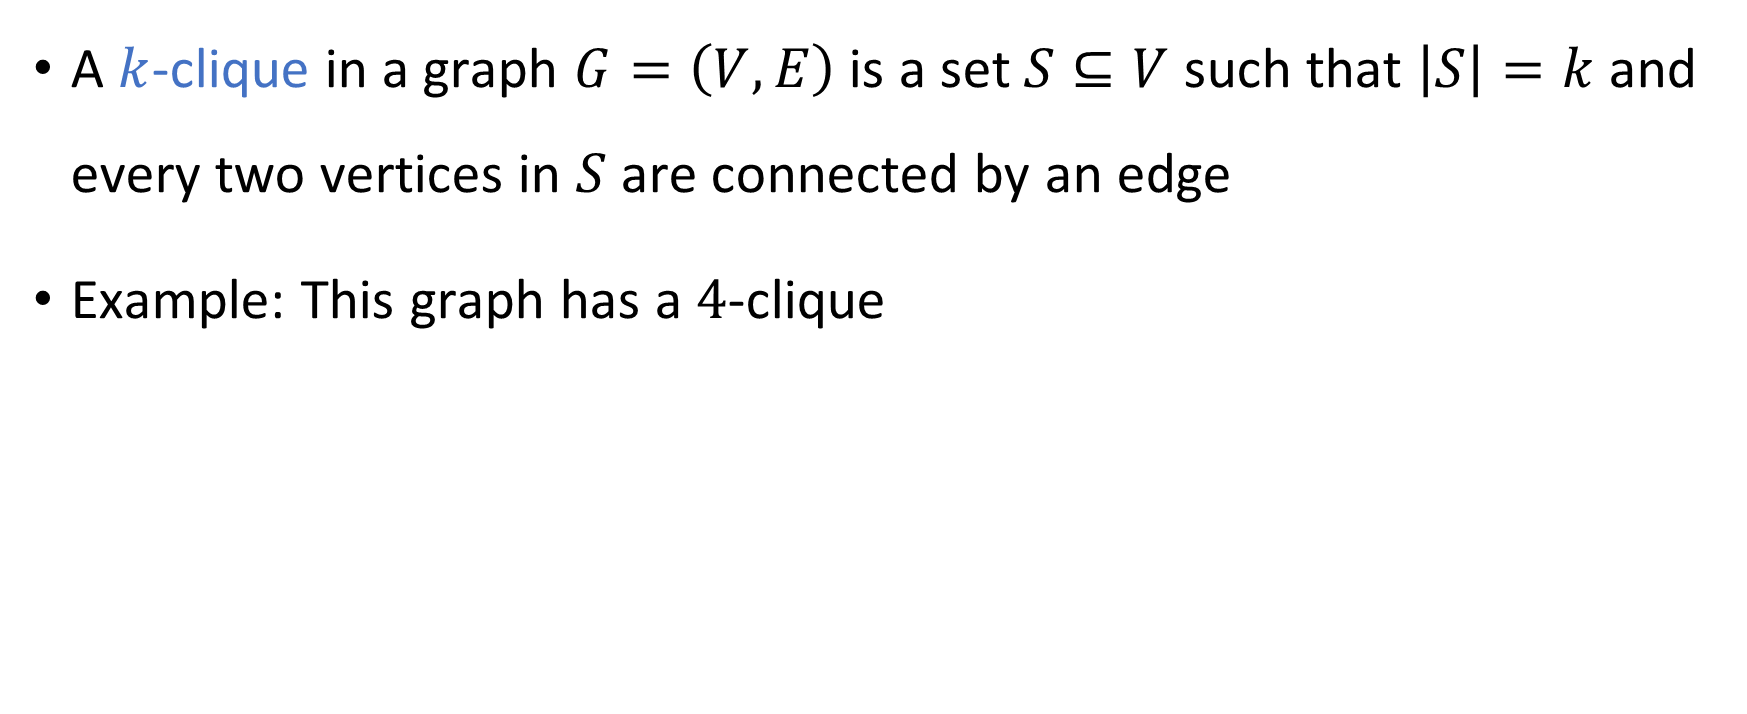 • A 𝑘-clique in a graph 𝐺 = (𝑉, 𝐸) is a set 𝑆 ⊆ 𝑉 such that |𝑆| = 𝑘 and
every two vertices in 𝑆 are connected by an edge
• Example: This graph has a 4-clique